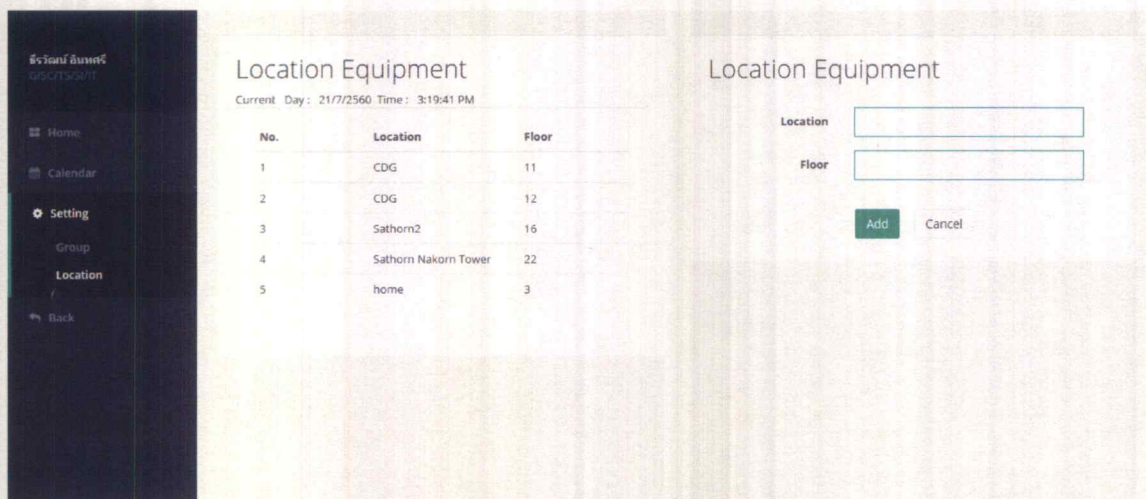 ธีรวัฒน์ อินทศรี
GISC/TS/SI/IT
Home
Calendar
Setting
Group
Location
Back
Location Equipment
Current Day : 21/7/2560 Time : 3:19:41 PM
No. Location Floor
1 CDG 11
2 CDG 12
3 Sathorn2 16
4 Sathorn Nakorn Tower 22
5 home 3
Location Equipment
Location
Floor
Add Cancel